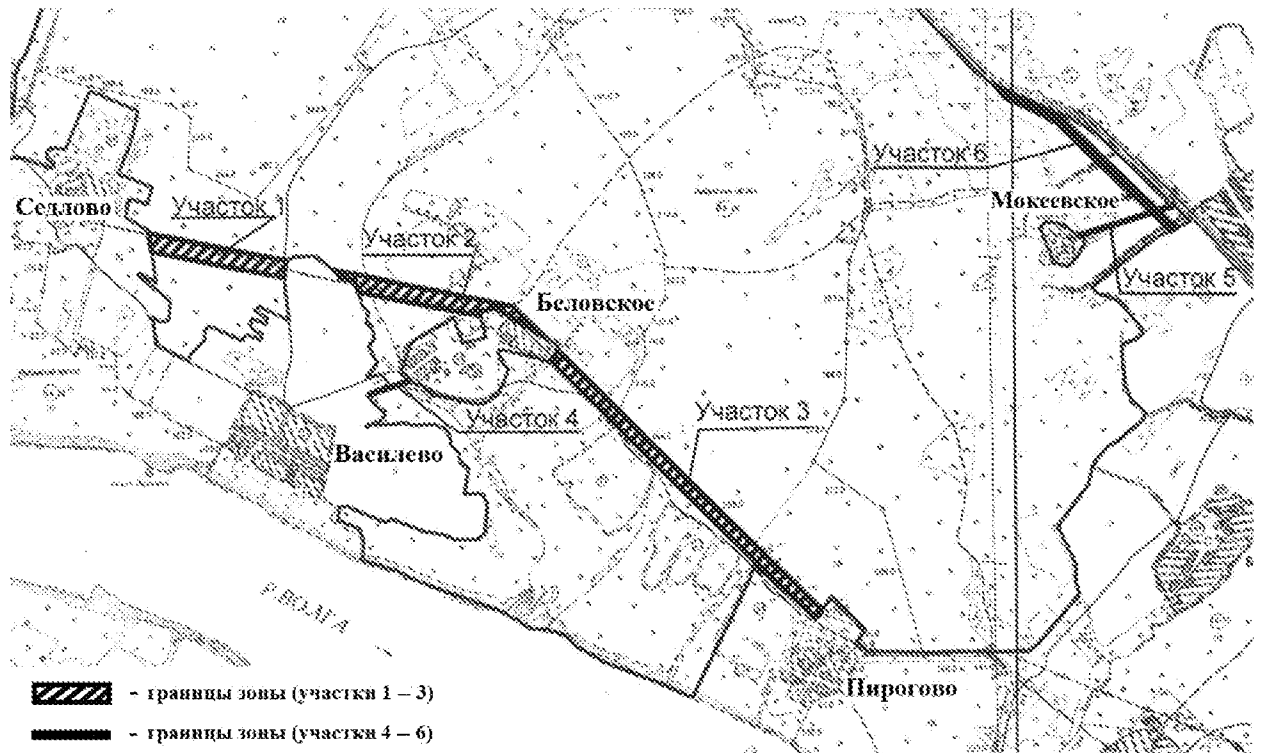 Участок 6
Мокеевское
Седлово
Участок 1
Участок 2
Участок 5
Беловское
Участок 3
Участок 4
Василево
р.ВОЛГА
Пирогово
- границы зоны (участки 1 – 3)
- границы зоны (участки 4 – 6)